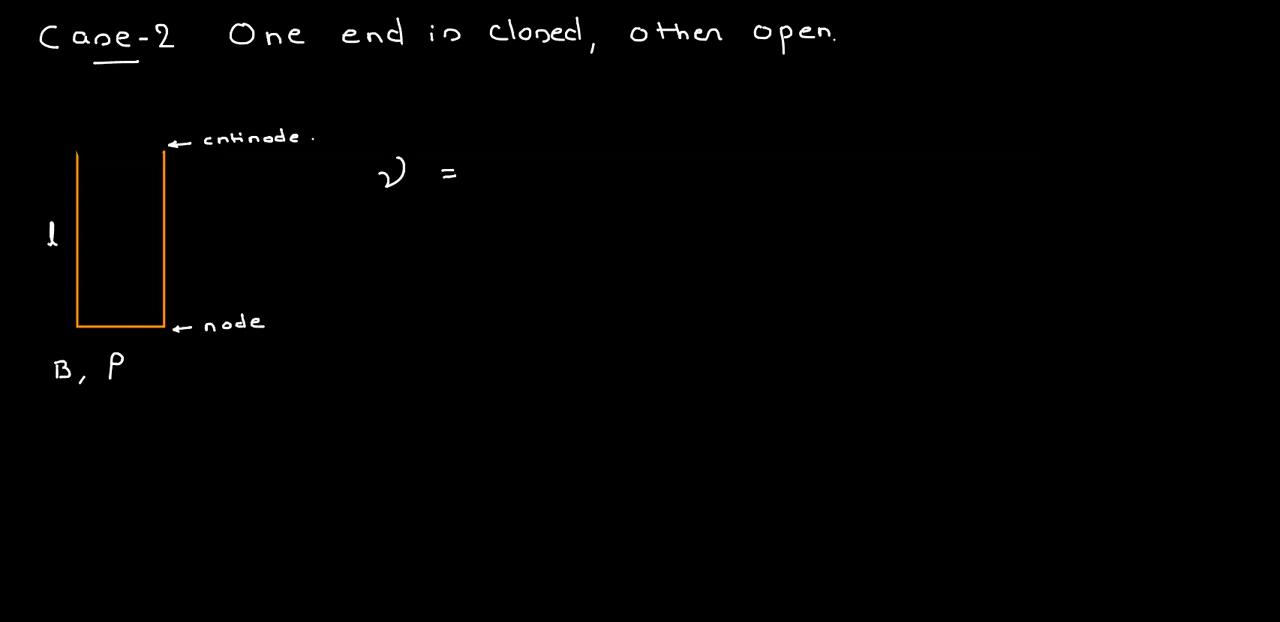 Case-2 One end is closed, other open.
← antinode.
ν =
l
← node
B, ρ